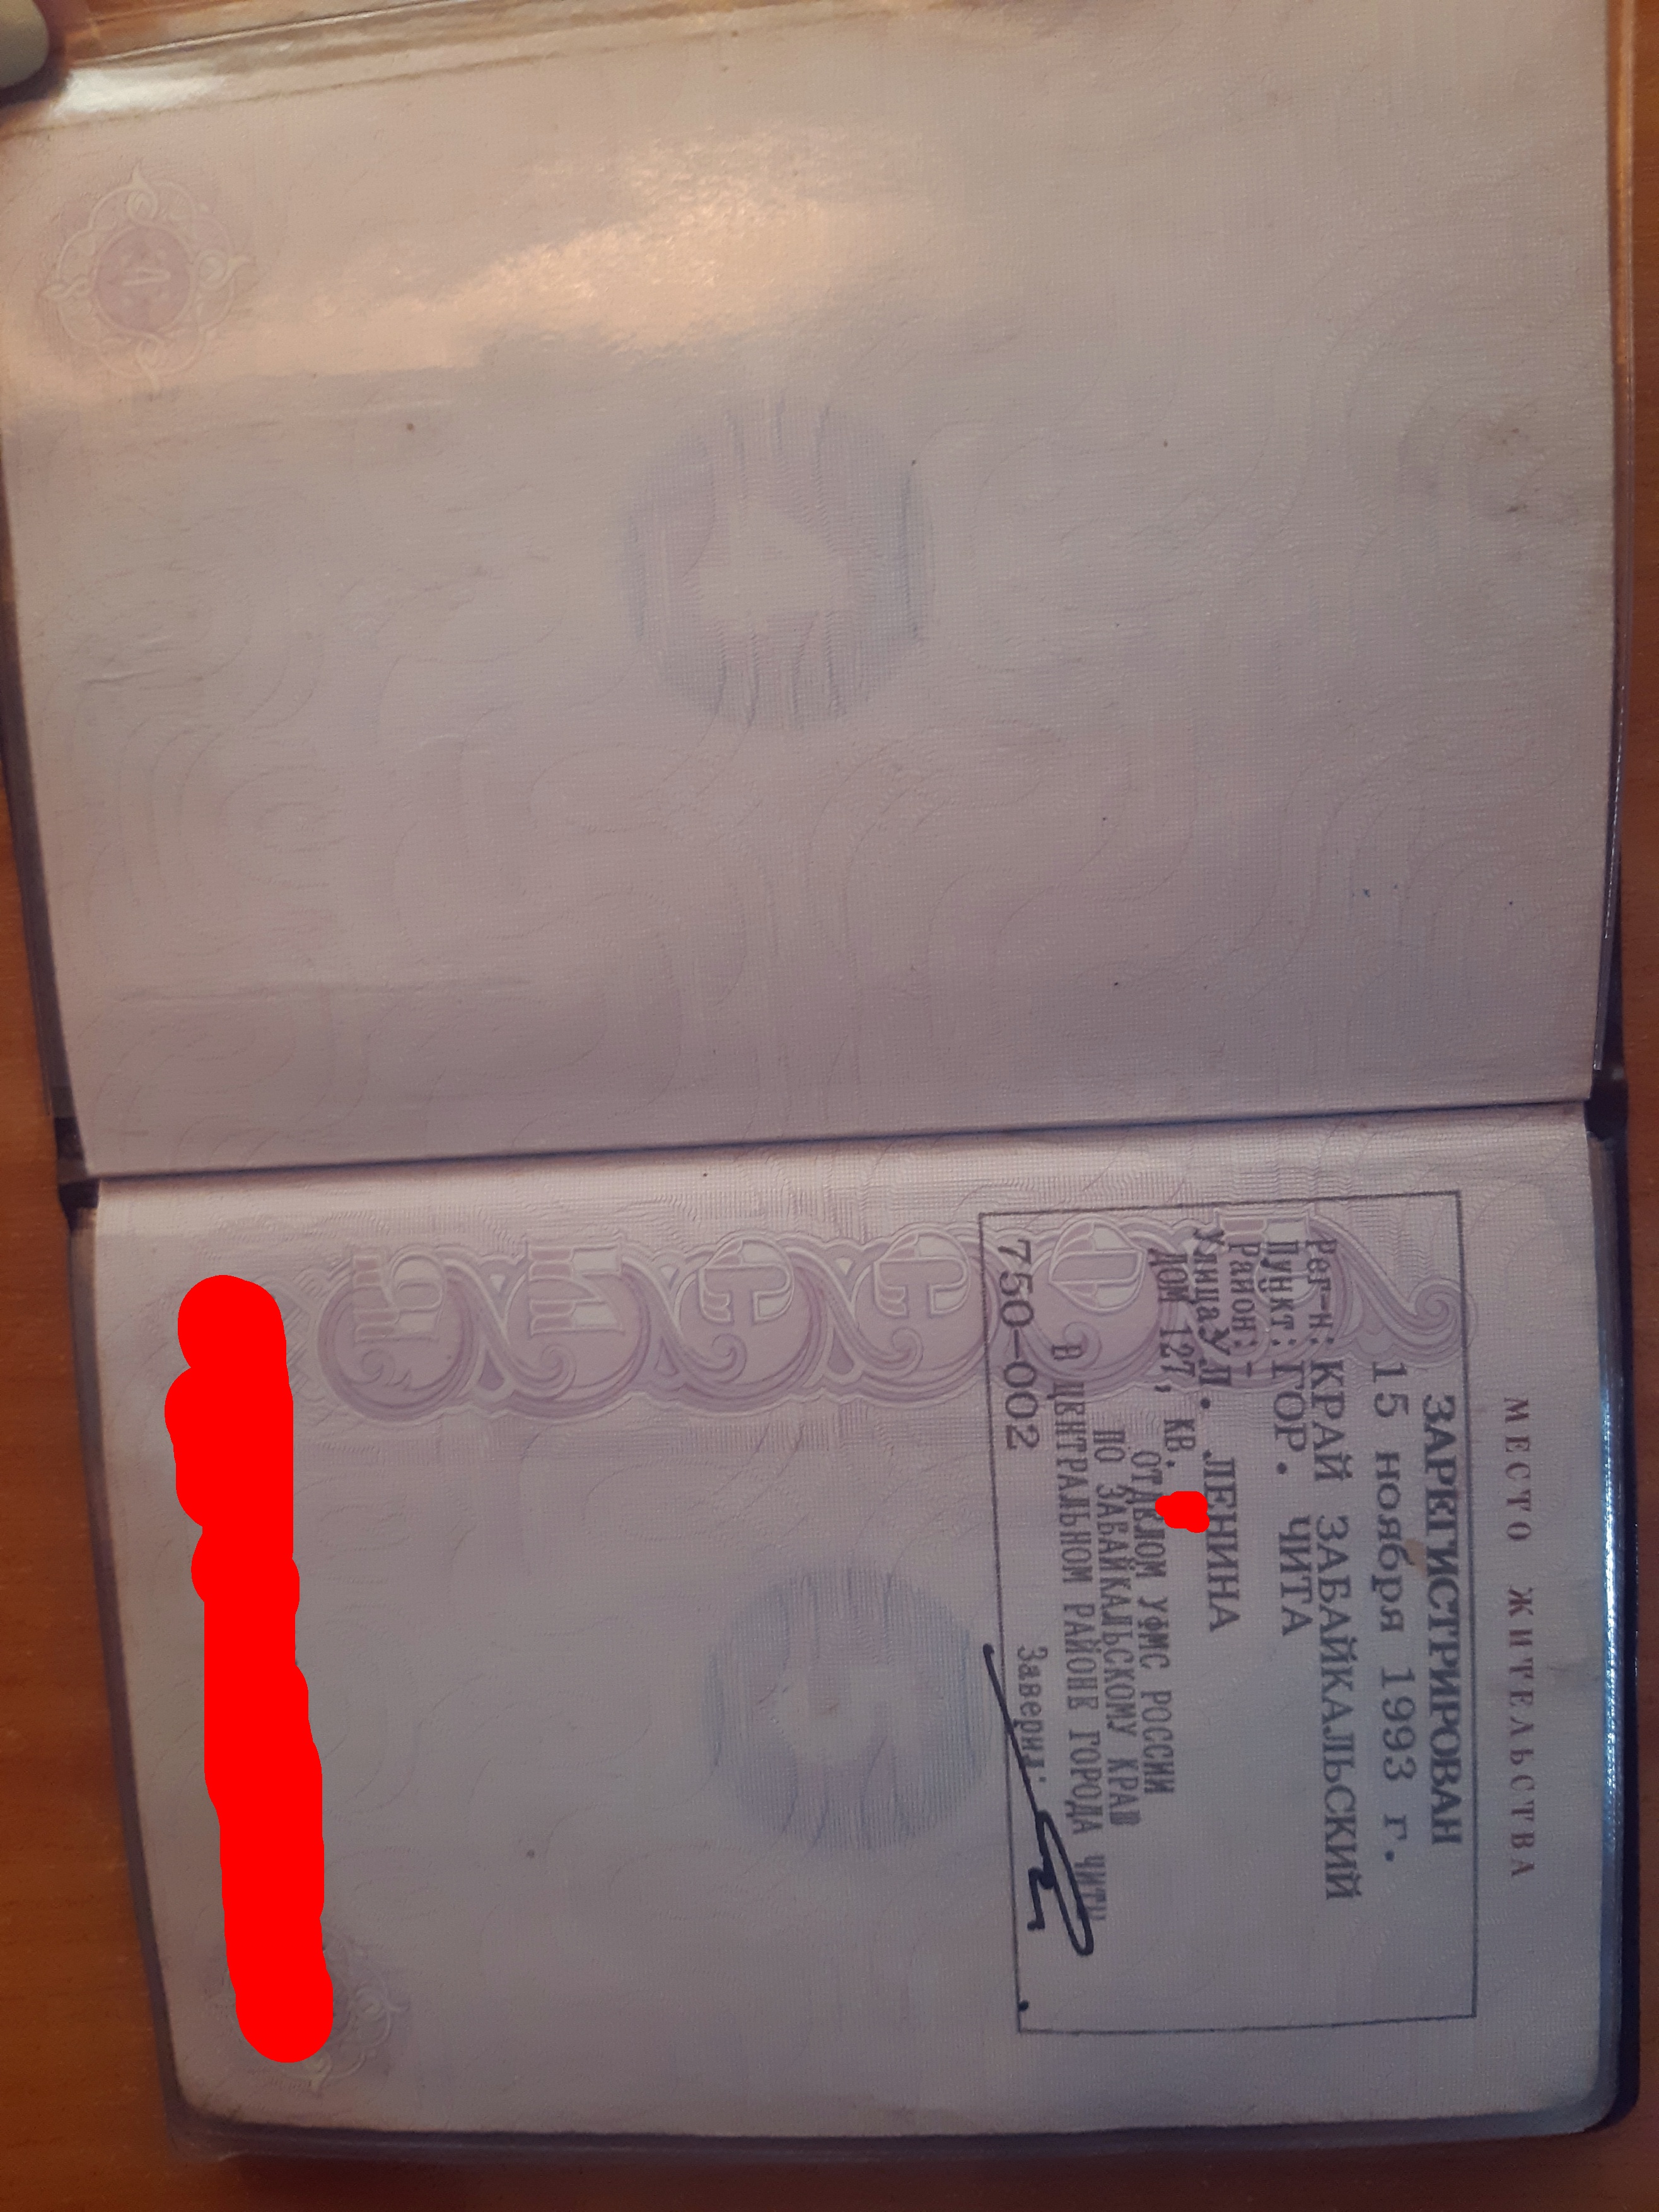 МЕСТО ЖИТЕЛЬСТВА
ЗАРЕГИСТРИРОВАН
15 ноября 1993 г.
Рег-н: КРАЙ ЗАБАЙКАЛЬСКИЙ
Пункт: ГОР. ЧИТА
Район: -
Улица: УЛ. ЛЕНИНА
ДОМ 127, КВ.
ОТДЕЛОМ УФМС РОССИИ
ПО ЗАБАЙКАЛЬСКОМУ КРАЮ
В ЦЕНТРАЛЬНОМ РАЙОНЕ ГОРОДА ЧИТЫ
750-002 Заверил: